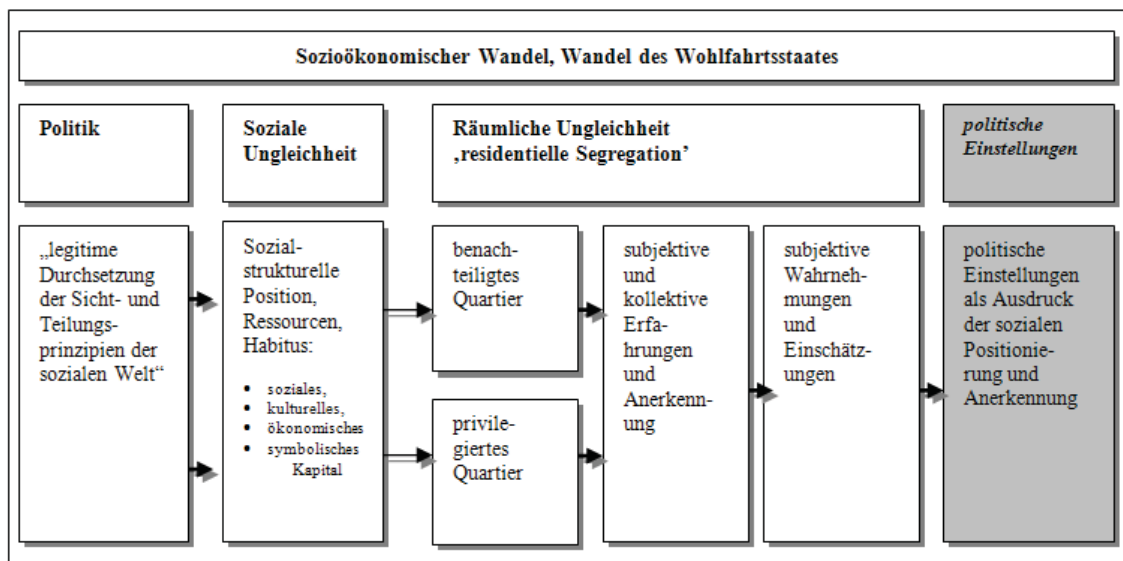 Sozioökonomischer Wandel, Wandel des Wohlfahrtsstaates
Politik
Soziale
Ungleichheit
Räumliche Ungleichheit
‚residentielle Segregation’
politische
Einstellungen
„legitime
Durchsetzung
der Sicht- und
Teilungs-
prinzipien der
sozialen Welt“
Sozial-
strukturelle
Position,
Ressourcen,
Habitus:
• soziales,
• kulturelles,
• ökonomisches
• symbolisches
Kapital
benach-
teiligtes
Quartier
privile-
giertes
Quartier
subjektive
und
kollektive
Erfa-
hrungen
und
Anerkenn-
ung
subjektive
Wahrneh-
mungen
und
Einschätz-
ungen
politische
Einstellungen
als Ausdruck
der sozialen
Positionie-
rung und
Anerkennung